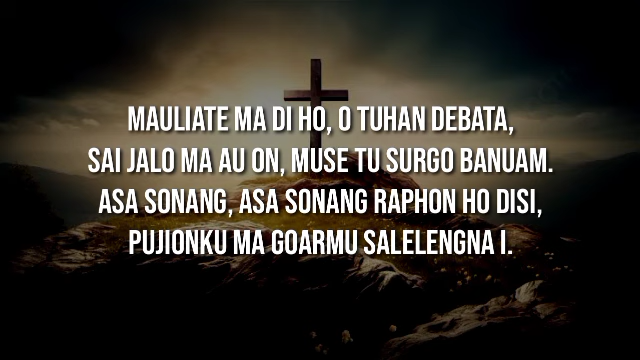 MAULIATE MA DI HO, O TUHAN DEBATA,
SAI JALO MA AU ON, MUSE TU SURGO BANUAM.
ASA SONANG, ASA SONANG RAPHON HO DISI,
PUJIONKU MA GOARMU SALELENGNA I.